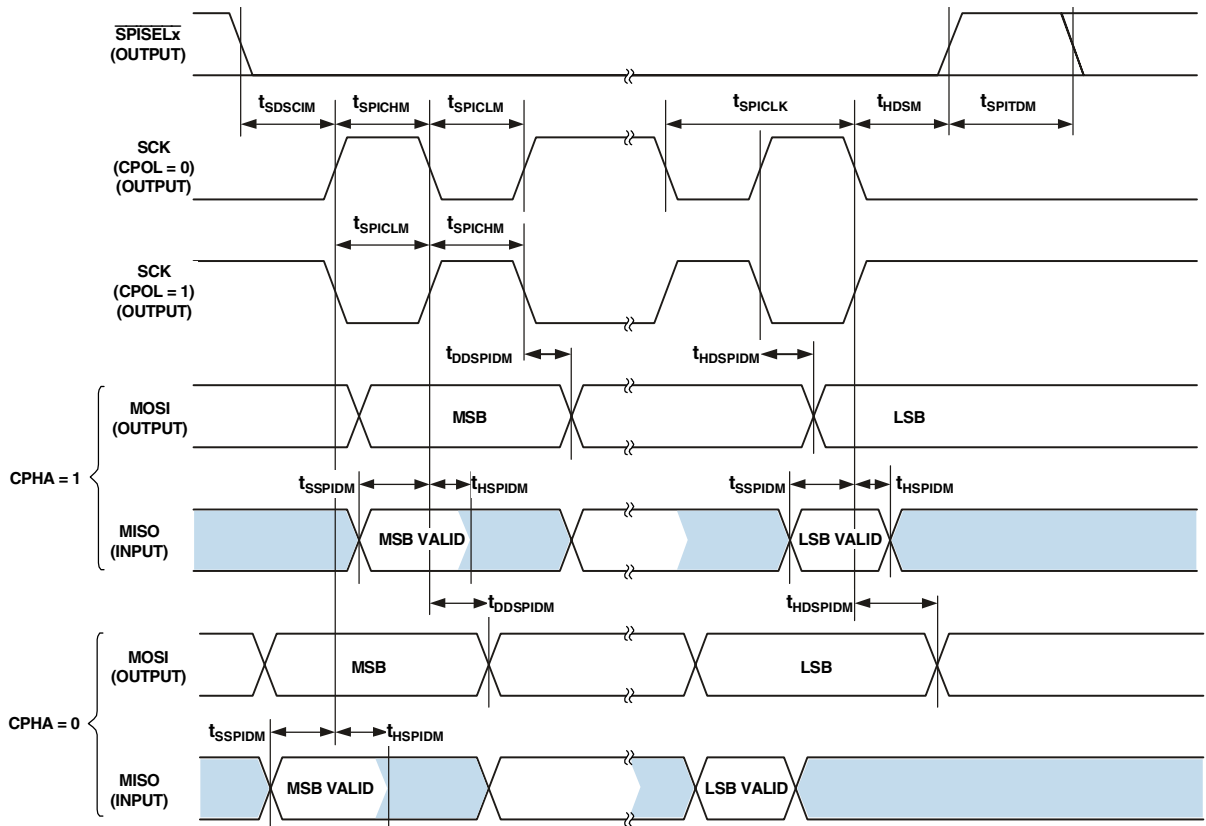 SPISELx
(OUTPUT)
tSDSCIM
tSPICHM
tSPICLM
tSPICLK
tHDSM
tSPITDM
SCK
(CPOL = 0)
(OUTPUT)
tSPICLM
tSPICHM
SCK
(CPOL = 1)
(OUTPUT)
tDDSPIDM
tHDSPIDM
CPHA = 1
MOSI
(OUTPUT)
MSB
LSB
tSSPIDM
tHSPIDM
tSSPIDM
tHSPIDM
MISO
(INPUT)
MSB VALID
LSB VALID
tDDSPIDM
tHDSPIDM
CPHA = 0
MOSI
(OUTPUT)
MSB
LSB
tSSPIDM
tHSPIDM
MISO
(INPUT)
MSB VALID
LSB VALID